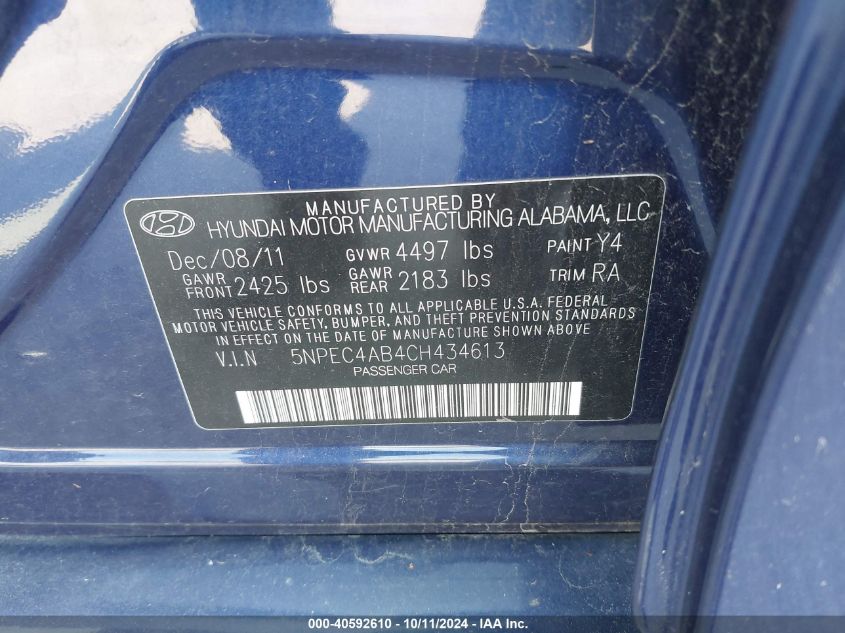 MANUFACTURED BY
HYUNDAI MOTOR MANUFACTURING ALABAMA, LLC
Dec/08/11 GVWR 4497 lbs PAINT Y4
GAWR FRONT 2425 lbs GAWR REAR 2183 lbs TRIM RA
THIS VEHICLE CONFORMS TO ALL APPLICABLE U.S.A. FEDERAL
MOTOR VEHICLE SAFETY, BUMPER, AND THEFT PREVENTION STANDARDS
IN EFFECT ON THE DATE OF MANUFACTURE SHOWN ABOVE
V.I.N 5NPEC4AB4CH434613
PASSENGER CAR
000-40592610 - 10/11/2024 - IAA Inc.